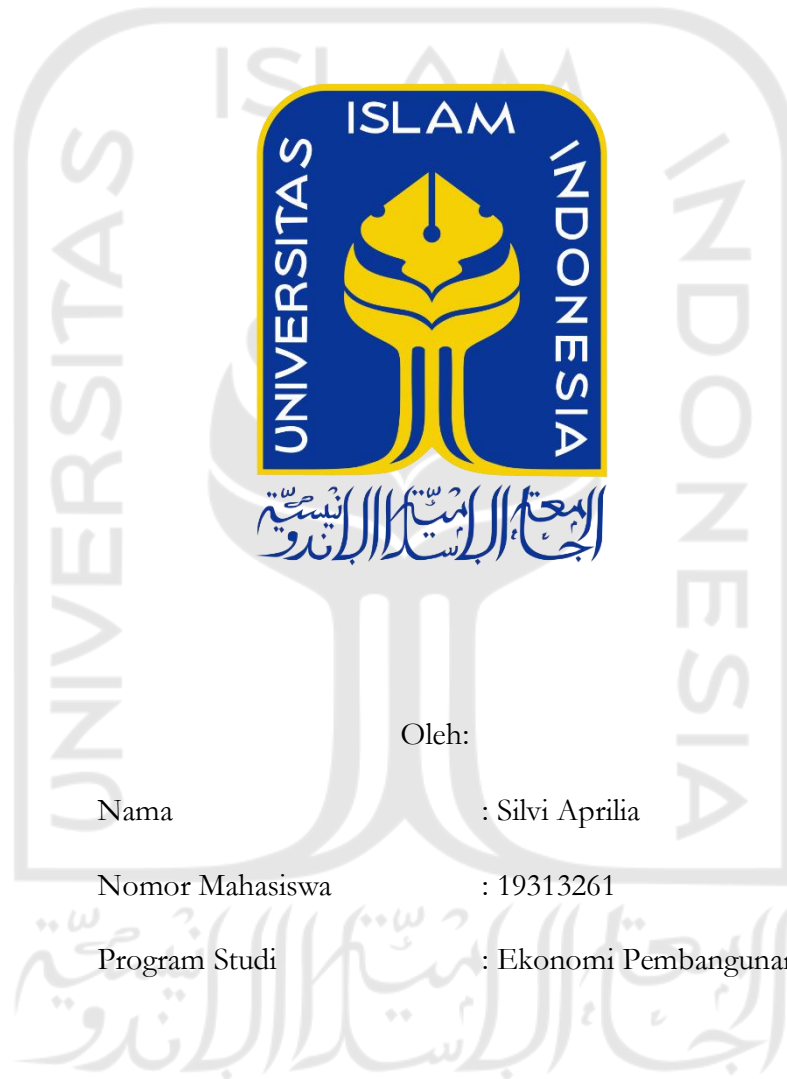 UNIVERSITAS
ISLAM
INDONESIA
الجامعة الإسلامية الإندونيسية
Oleh:
Nama : Silvi Aprilia
Nomor Mahasiswa : 19313261
Program Studi : Ekonomi Pembangunan